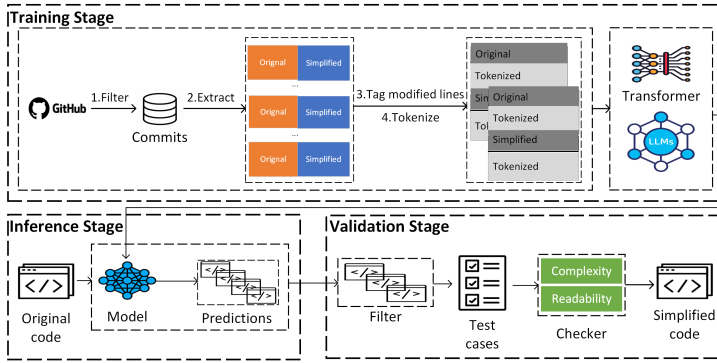 Training Stage
GitHub
1.Filter
Commits
2.Extract
Orignal Simplified
...
Orignal Simplified
...
Orignal Simplified
3.Tag modified lines
4.Tokenize
Original
Tokenized
Sim
To
Original
Tokenized
Simplified
Tokenized
Transformer
LLMs
Inference Stage
</>
Original
code
Model
</>
</>
</>
</>
Predictions
Validation Stage
</>
</>
</>
Filter
Test
cases
Complexity
Readability
Checker
</>
Simplified
code